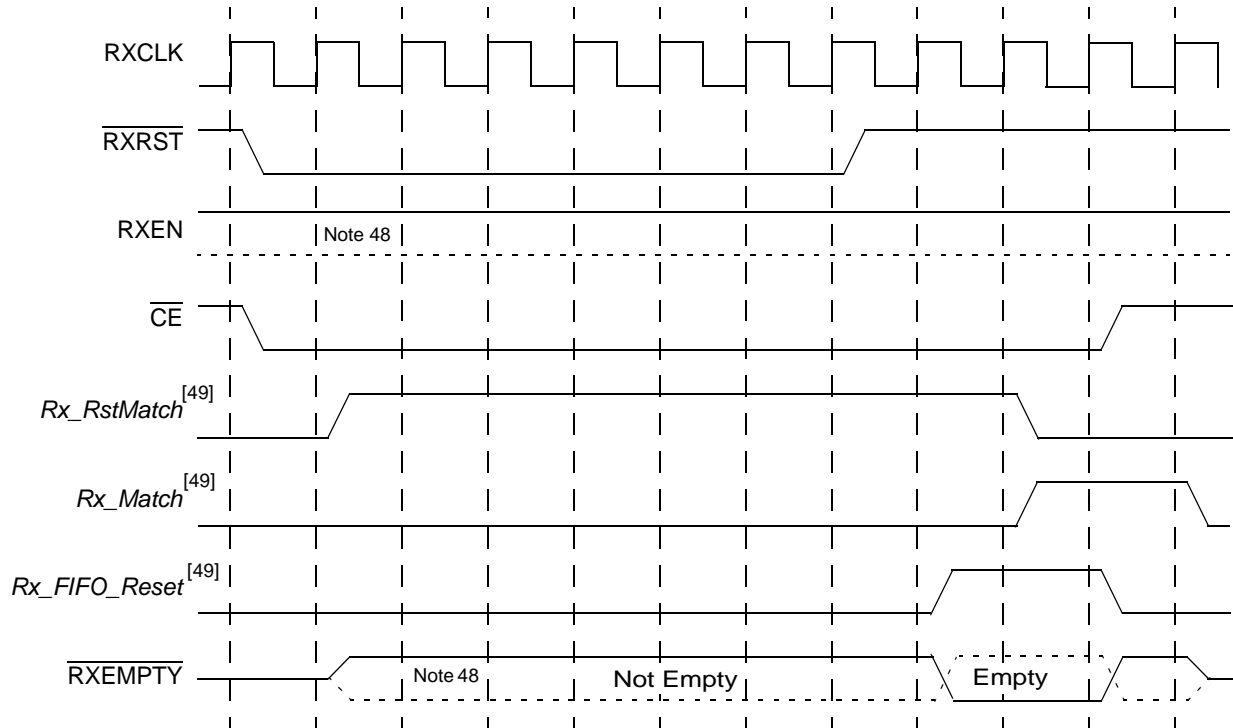 RXCLK
RXRST
RXEN
Note 48
CE
Rx_RstMatch[49]
Rx_Match[49]
Rx_FIFO_Reset[49]
RXEMPTY
Note 48 Not Empty Empty